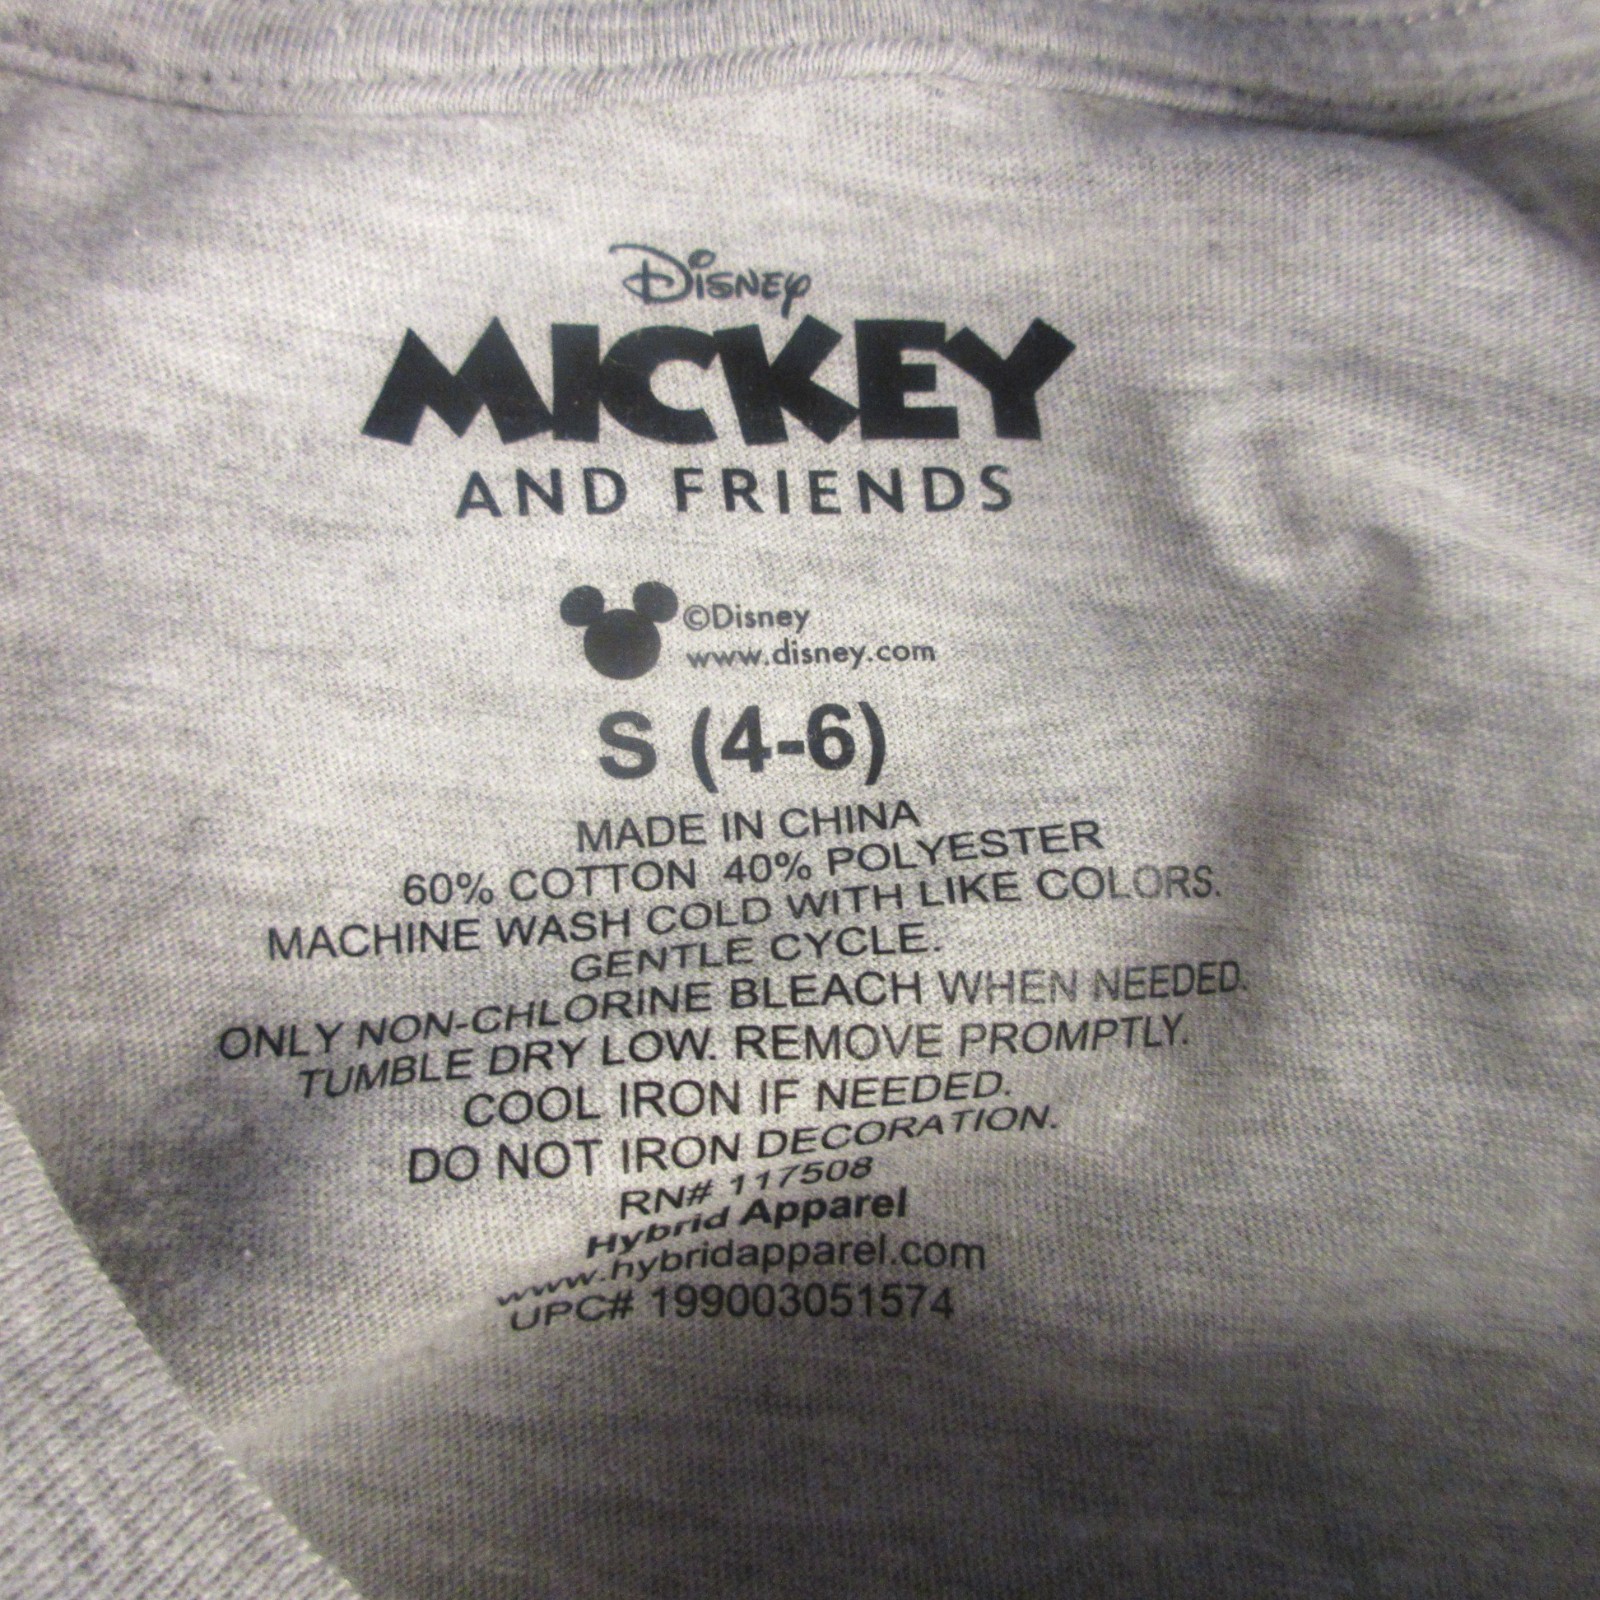 Disney
MICKEY
AND FRIENDS
©Disney
www.disney.com
S (4-6)
MADE IN CHINA
60% COTTON 40% POLYESTER
MACHINE WASH COLD WITH LIKE COLORS.
GENTLE CYCLE.
ONLY NON-CHLORINE BLEACH WHEN NEEDED.
TUMBLE DRY LOW. REMOVE PROMPTLY.
COOL IRON IF NEEDED.
DO NOT IRON DECORATION.
RN# 117508
Hybrid Apparel
www.hybridapparel.com
UPC# 199003051574